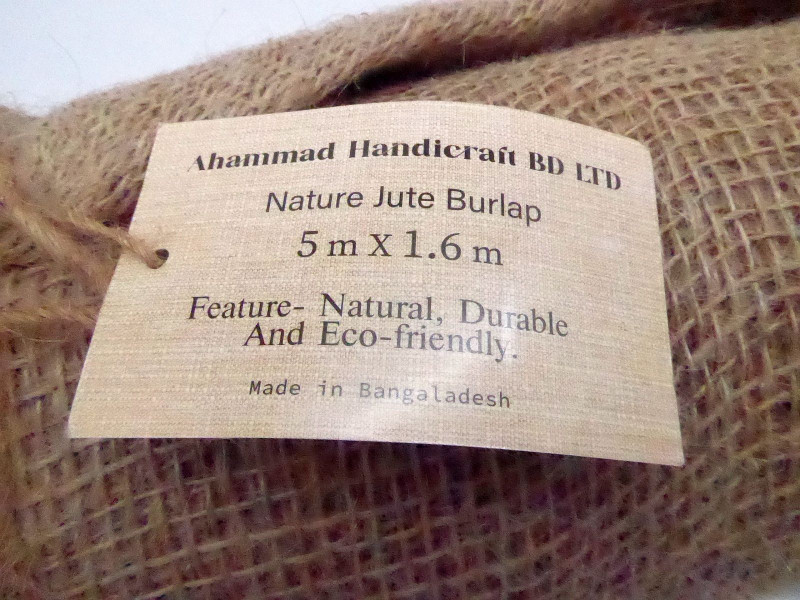 Ahammad Handicraft BD LTD
Nature Jute Burlap
5 m X 1.6 m
Feature- Natural, Durable
And Eco-friendly.
Made in Bangaladesh